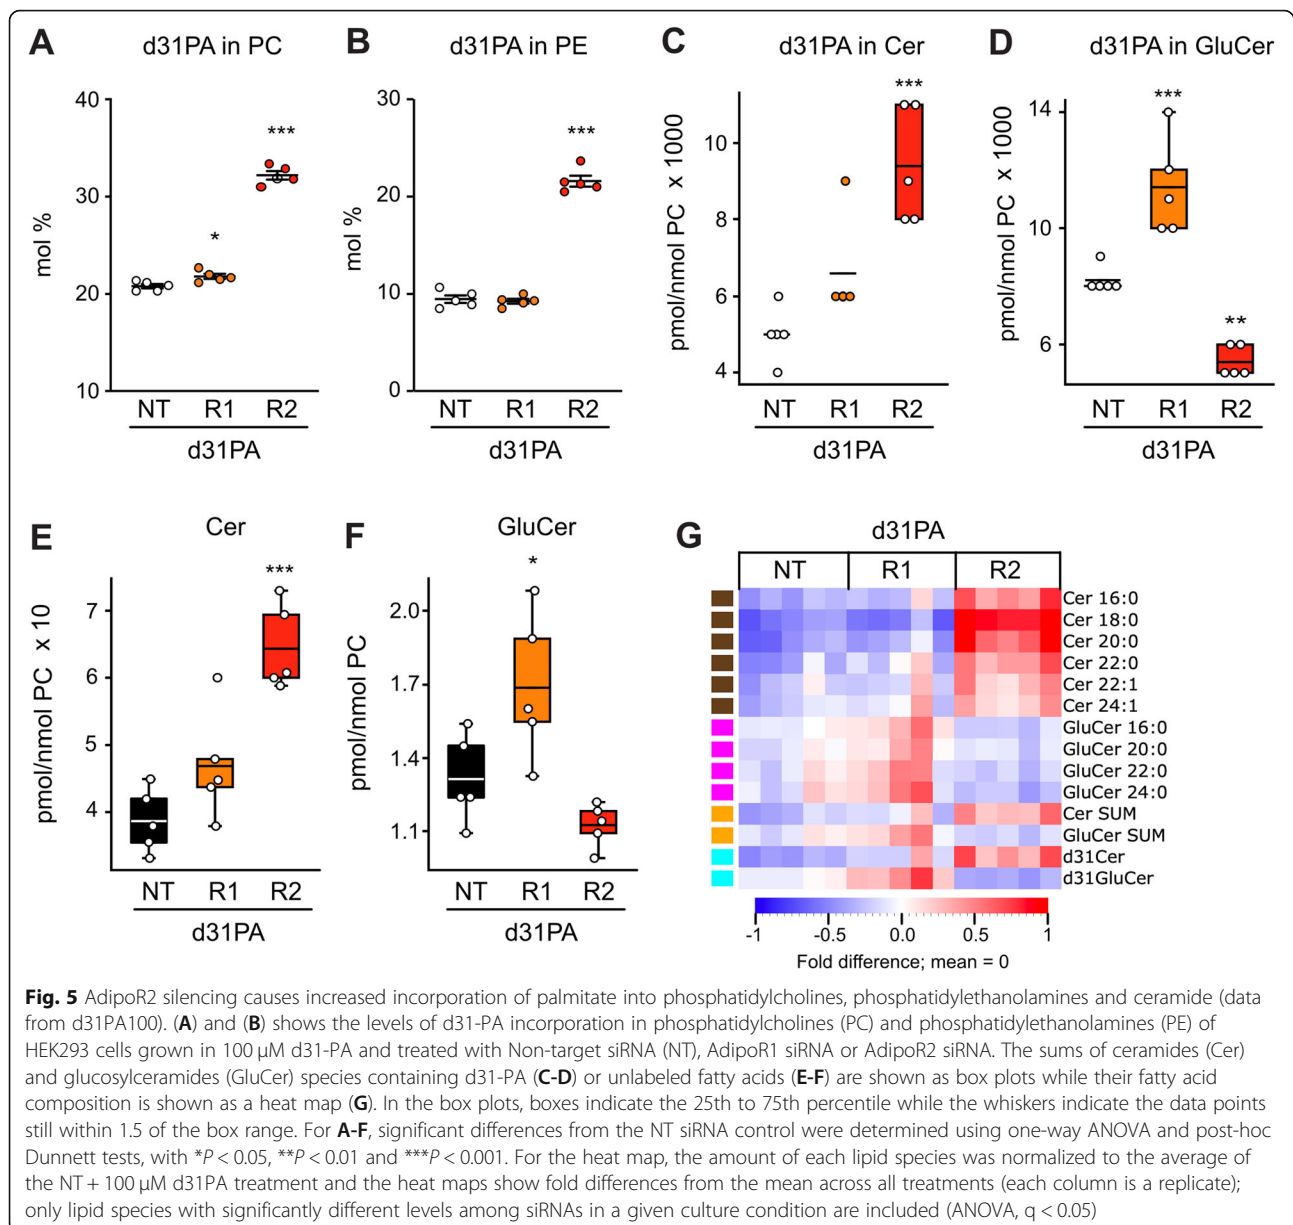 A
d31PA in PC
40
30
20
10
mol %
*
***
NT R1 R2
d31PA
B
d31PA in PE
30
20
10
0
mol %
***
NT R1 R2
d31PA
C
d31PA in Cer
10
8
6
4
pmol/nmol PC x 1000
***
NT R1 R2
d31PA
D
d31PA in GluCer
14
10
6
pmol/nmol PC x 1000
***
**
NT R1 R2
d31PA
E
Cer
7
6
5
4
pmol/nmol PC x 10
***
NT R1 R2
d31PA
F
GluCer
2.0
1.7
1.4
1.1
pmol/nmol PC
*
NT R1 R2
d31PA
G
d31PA
NT R1 R2
Cer 16:0
Cer 18:0
Cer 20:0
Cer 22:0
Cer 22:1
Cer 24:1
GluCer 16:0
GluCer 20:0
GluCer 22:0
GluCer 24:0
Cer SUM
GluCer SUM
d31Cer
d31GluCer
-1 -0.5 0.0 0.5 1
Fold difference; mean = 0
Fig. 5 AdipoR2 silencing causes increased incorporation of palmitate into phosphatidylcholines, phosphatidylethanolamines and ceramide (data
from d31PA100). (A) and (B) shows the levels of d31-PA incorporation in phosphatidylcholines (PC) and phosphatidylethanolamines (PE) of
HEK293 cells grown in 100 μM d31-PA and treated with Non-target siRNA (NT), AdipoR1 siRNA or AdipoR2 siRNA. The sums of ceramides (Cer)
and glucosylceramides (GluCer) species containing d31-PA (C-D) or unlabeled fatty acids (E-F) are shown as box plots while their fatty acid
composition is shown as a heat map (G). In the box plots, boxes indicate the 25th to 75th percentile while the whiskers indicate the data points
still within 1.5 of the box range. For A-F, significant differences from the NT siRNA control were determined using one-way ANOVA and post-hoc
Dunnett tests, with *P < 0.05, **P < 0.01 and ***P < 0.001. For the heat map, the amount of each lipid species was normalized to the average of
the NT + 100 μM d31PA treatment and the heat maps show fold differences from the mean across all treatments (each column is a replicate);
only lipid species with significantly different levels among siRNAs in a given culture condition are included (ANOVA, q < 0.05)